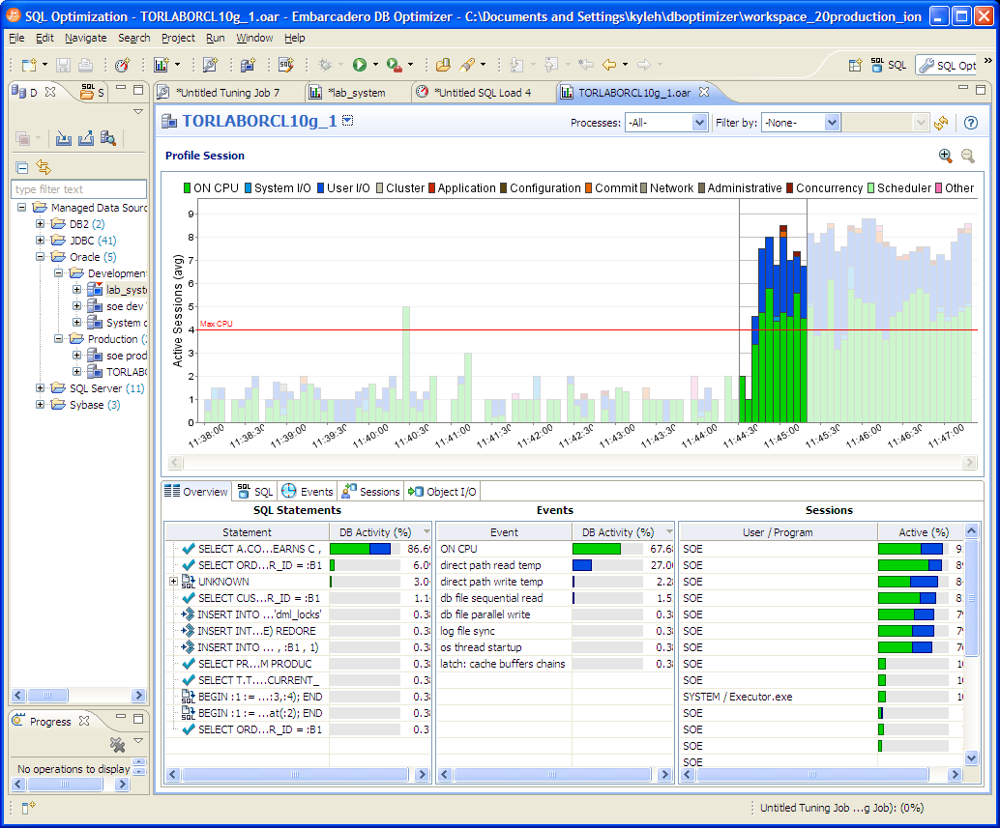 SQL Optimization - TORLABORCL10g_1.oar - Embarcadero DB Optimizer - C:\Documents and Settings\kyleh\dboptimizer\workspace_20production_ion
File Edit Navigate Search Project Run Window Help
SQL SQL Opt
D S *Untitled Tuning Job 7 *lab_system *Untitled SQL Load 4 TORLABORCL10g_1.oar
TORLABORCL10g_1 Processes: -All- Filter by: -None-
Profile Session
type filter text
Managed Data Sourc
DB2 (2)
JDBC (41)
Oracle (5)
Developmen
lab_syst
soe dev
System
Production
soe prod
TORLABO
SQL Server (11)
Sybase (3)
ON CPU System I/O User I/O Cluster Application Configuration Commit Network Administrative Concurrency Scheduler Other
Active Sessions (avg)
9
8
7
6
5
4
3
2
1
0
Max CPU
11:38:00 11:38:30 11:39:00 11:39:30 11:40:00 11:40:30 11:41:00 11:41:30 11:42:00 11:42:30 11:43:00 11:43:30 11:44:00 11:44:30 11:45:00 11:45:30 11:46:00 11:46:30 11:47:00
Overview SQL Events Sessions Object I/O
SQL Statements
Statement DB Activity (%)
SELECT A.CO...EARNS C , 86.6
SELECT ORD...R_ID = :B1 6.0
UNKNOWN 3.0
SELECT CUS...R_ID = :B1 1.1
INSERT INTO ...'dml_locks' 0.3
INSERT INT...E) REDORE 0.3
INSERT INTO ... , :B1 , 1) 0.3
SELECT PR...M PRODUC 0.3
SELECT T.T....CURRENT_ 0.3
BEGIN :1 := ...:3,:4); END 0.3
BEGIN :1 := ...at(:2); END 0.3
SELECT ORD...R_ID = :B1 0.3
Events
Event DB Activity (%)
ON CPU 67.6
direct path read temp 27.0
direct path write temp 2.2
db file sequential read 1.5
db file parallel write 0.3
log file sync 0.3
os thread startup 0.3
latch: cache buffers chains 0.3
Sessions
User / Program Active (%)
SOE 9
SOE 8
SOE 8
SOE 8
SOE 7
SOE 7
SOE 7
SOE 1
SOE 1
SYSTEM / Executor.exe 1
SOE
SOE
SOE
SOE
Progress
No operations to display
Untitled Tuning Job ...g Job): (0%)